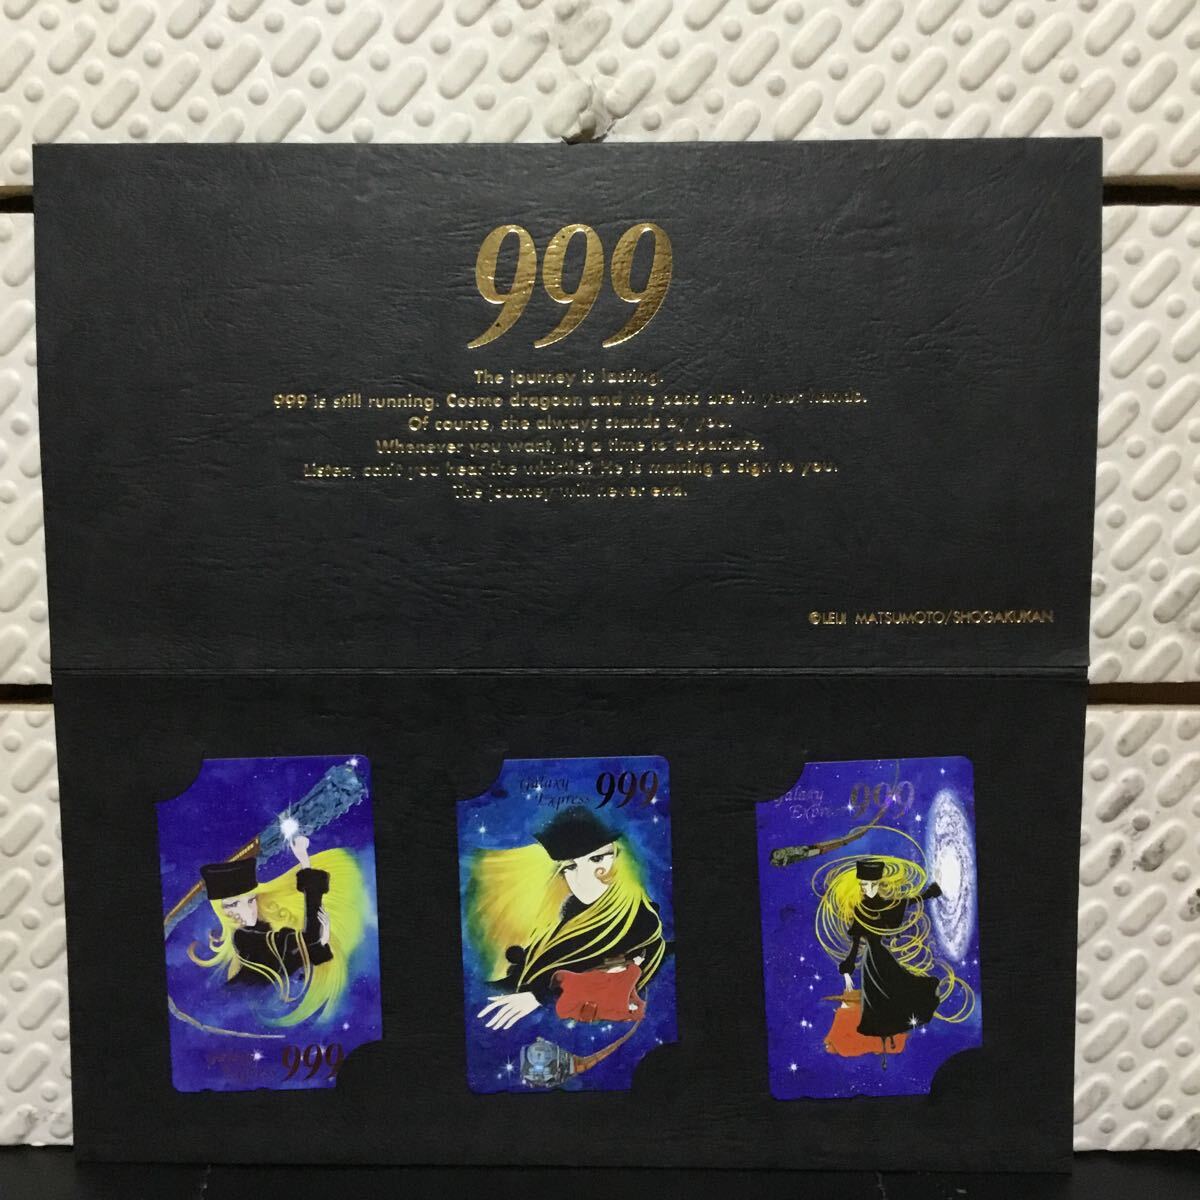 999
The journey is lasting.
999 is still running. Cosmo dragoon and the pass are in your hands.
Of cource, she always stands by you.
Whenever you want, it's a time to departure.
Listen, can't you hear the whistle? He is making a sign to you.
The journey will never end.
©LEIJI MATSUMOTO/SHOGAKUKAN
Galaxy
Express 999
Galaxy
Express 999
Galaxy
Express 999